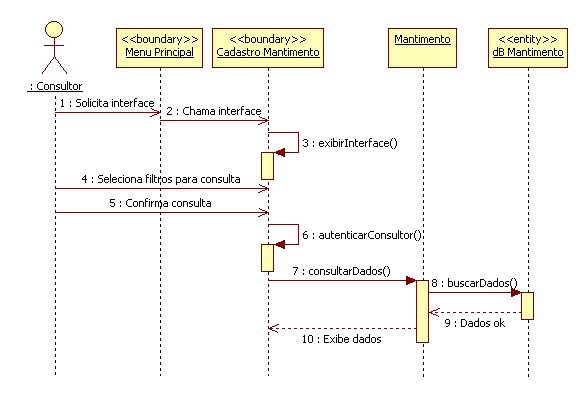 <<boundary>>
Menu Principal
<<boundary>>
Cadastro Mantimento
Mantimento
<<entity>>
dB Mantimento
: Consultor
1 : Solicita interface
2 : Chama interface
3 : exibirInterface()
4 : Seleciona filtros para consulta
5 : Confirma consulta
6 : autenticarConsultor()
7 : consultarDados()
8 : buscarDados()
9 : Dados ok
10 : Exibe dados